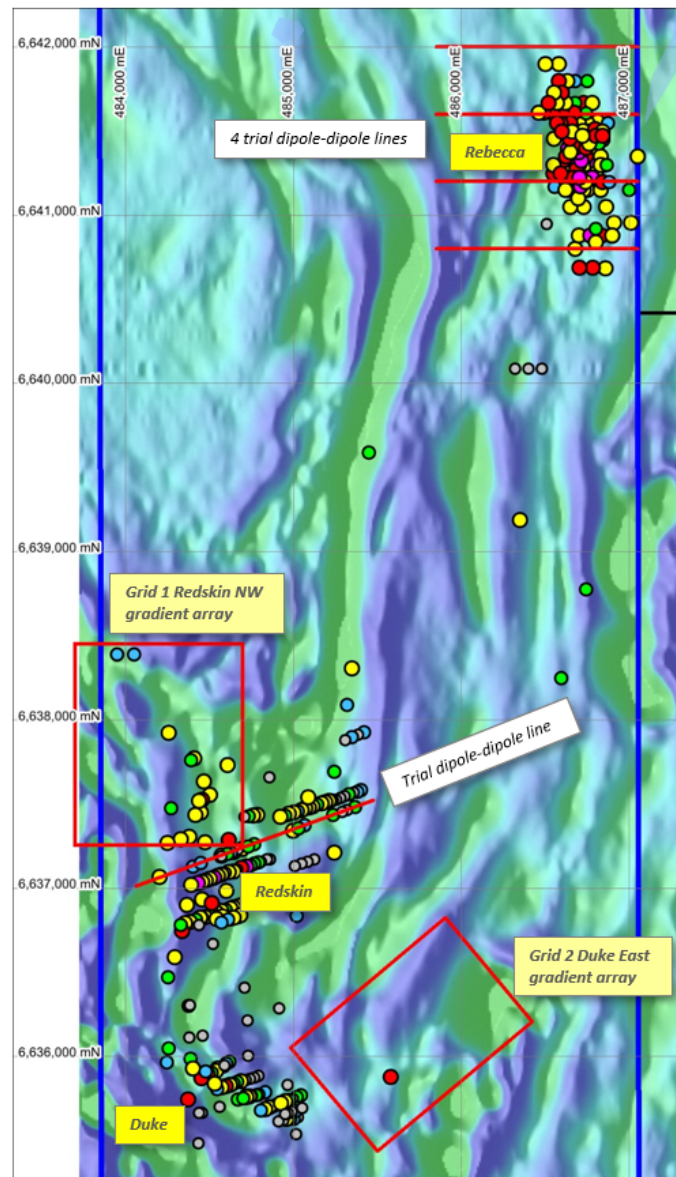 6,642,000 mN
484,000 mE
485,000 mE
486,000 mE
487,000 mE
4 trial dipole-dipole lines
Rebecca
6,641,000 mN
6,640,000 mN
6,639,000 mN
Grid 1 Redskin NW
gradient array
6,638,000 mN
Trial dipole-dipole line
6,637,000 mN
Redskin
Grid 2 Duke East
gradient array
6,636,000 mN
Duke